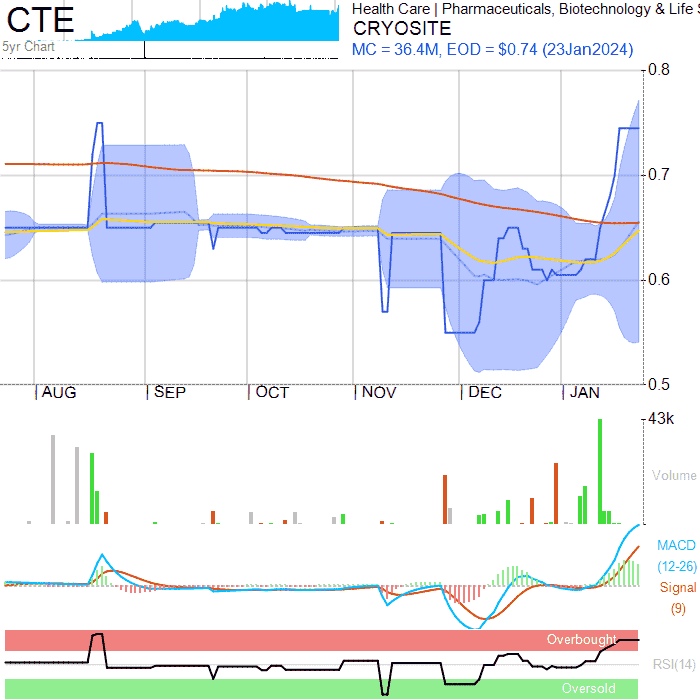 CTE
Health Care | Pharmaceuticals, Biotechnology & Life
CRYOSITE
5yr Chart
MC = 36.4M, EOD = $0.74 (23Jan2024)
0.8
0.7
0.6
0.5
AUG SEP OCT NOV DEC JAN
43k
Volume
MACD
(12-26)
Signal
(9)
Overbought
RSI(14)
Oversold